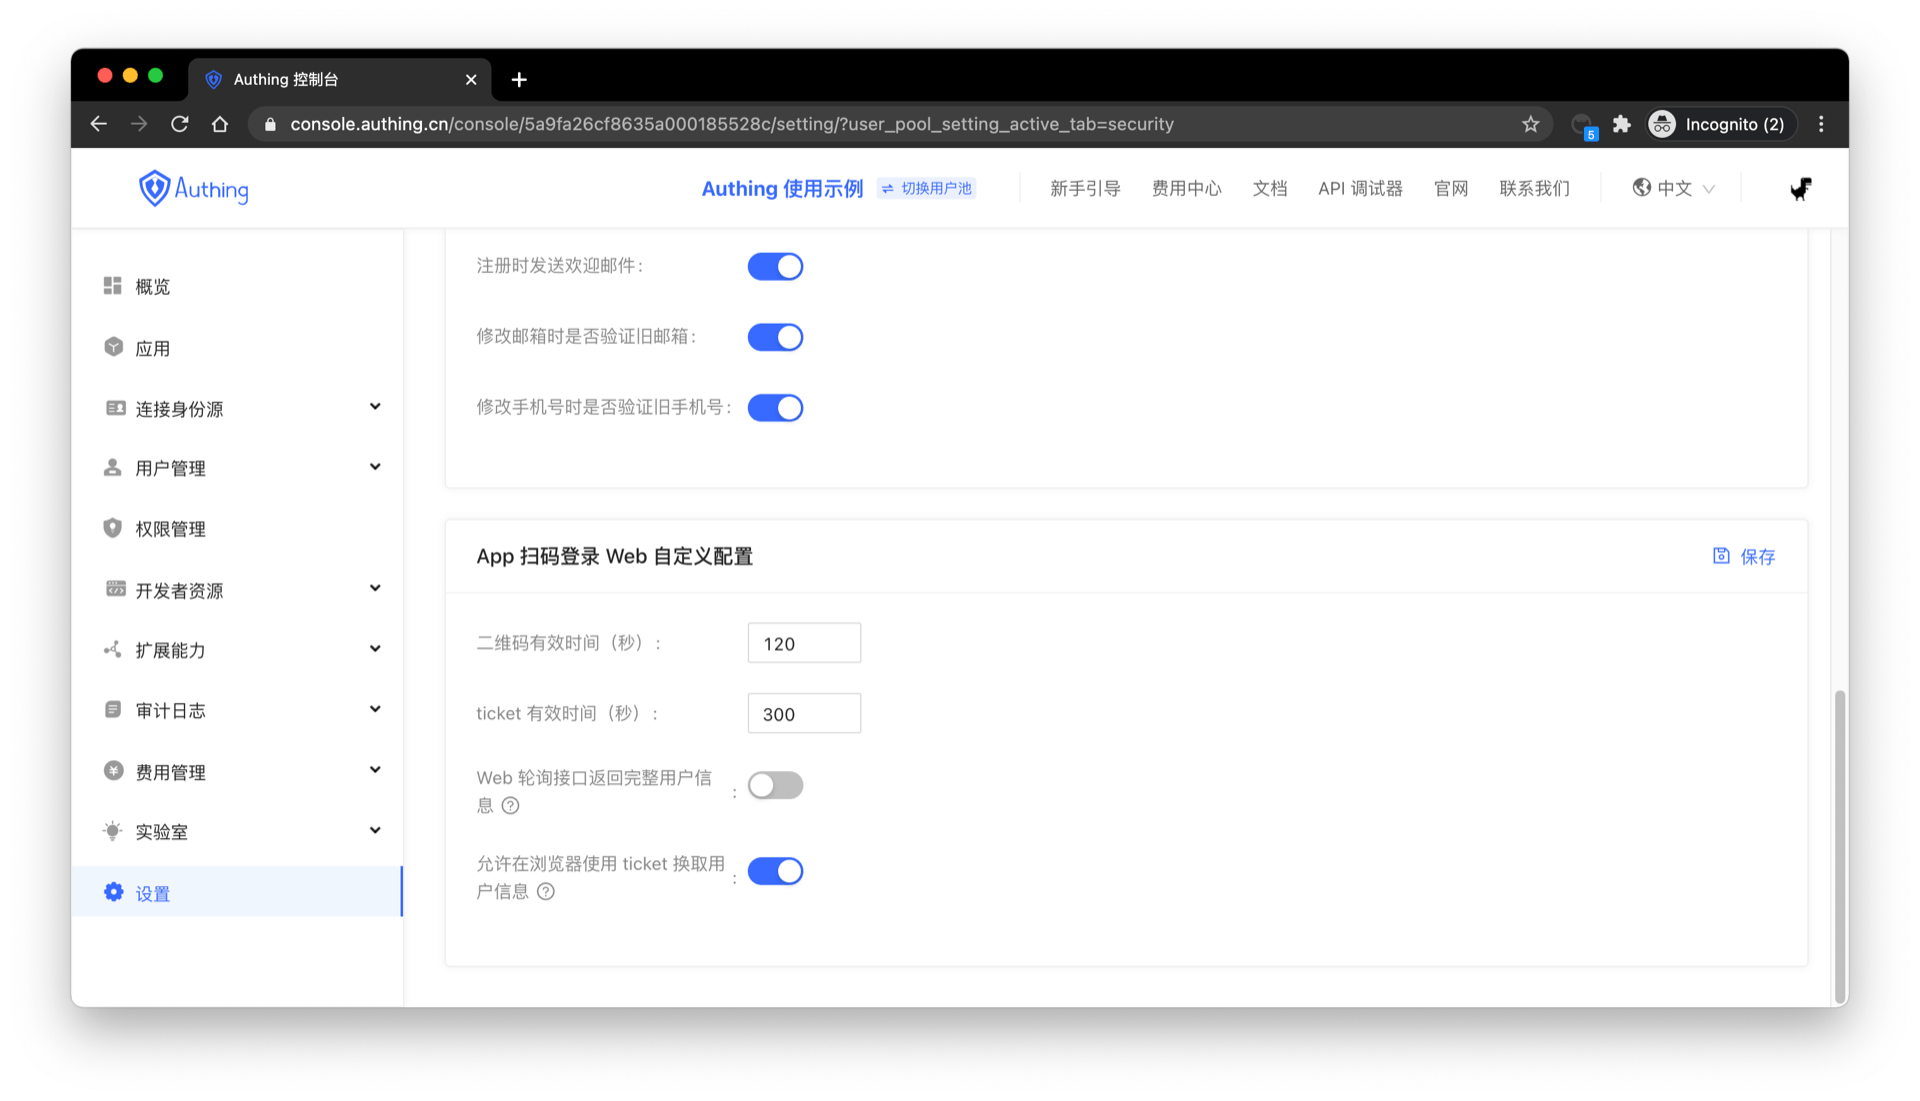 Authing 控制台
console.authing.cn/console/5a9fa26cf8635a000185528c/setting/?user_pool_setting_active_tab=security
5
Incognito (2)
Authing
Authing 使用示例
切换用户池
新手引导
费用中心
文档
API 调试器
官网
联系我们
中文
概览
应用
连接身份源
用户管理
权限管理
开发者资源
扩展能力
审计日志
费用管理
实验室
设置
注册时发送欢迎邮件:
修改邮箱时是否验证旧邮箱:
修改手机号时是否验证旧手机号:
App 扫码登录 Web 自定义配置
保存
二维码有效时间（秒） :
120
ticket 有效时间（秒） :
300
Web 轮询接口返回完整用户信
息 ? :
允许在浏览器使用 ticket 换取用
户信息 ? :